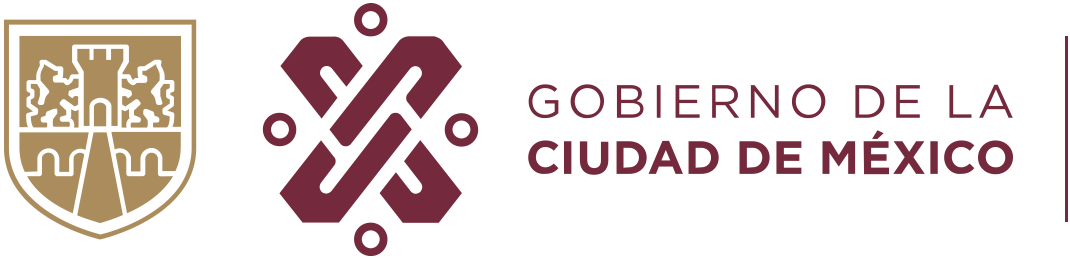 GOBIERNO DE LA
CIUDAD DE MÉXICO